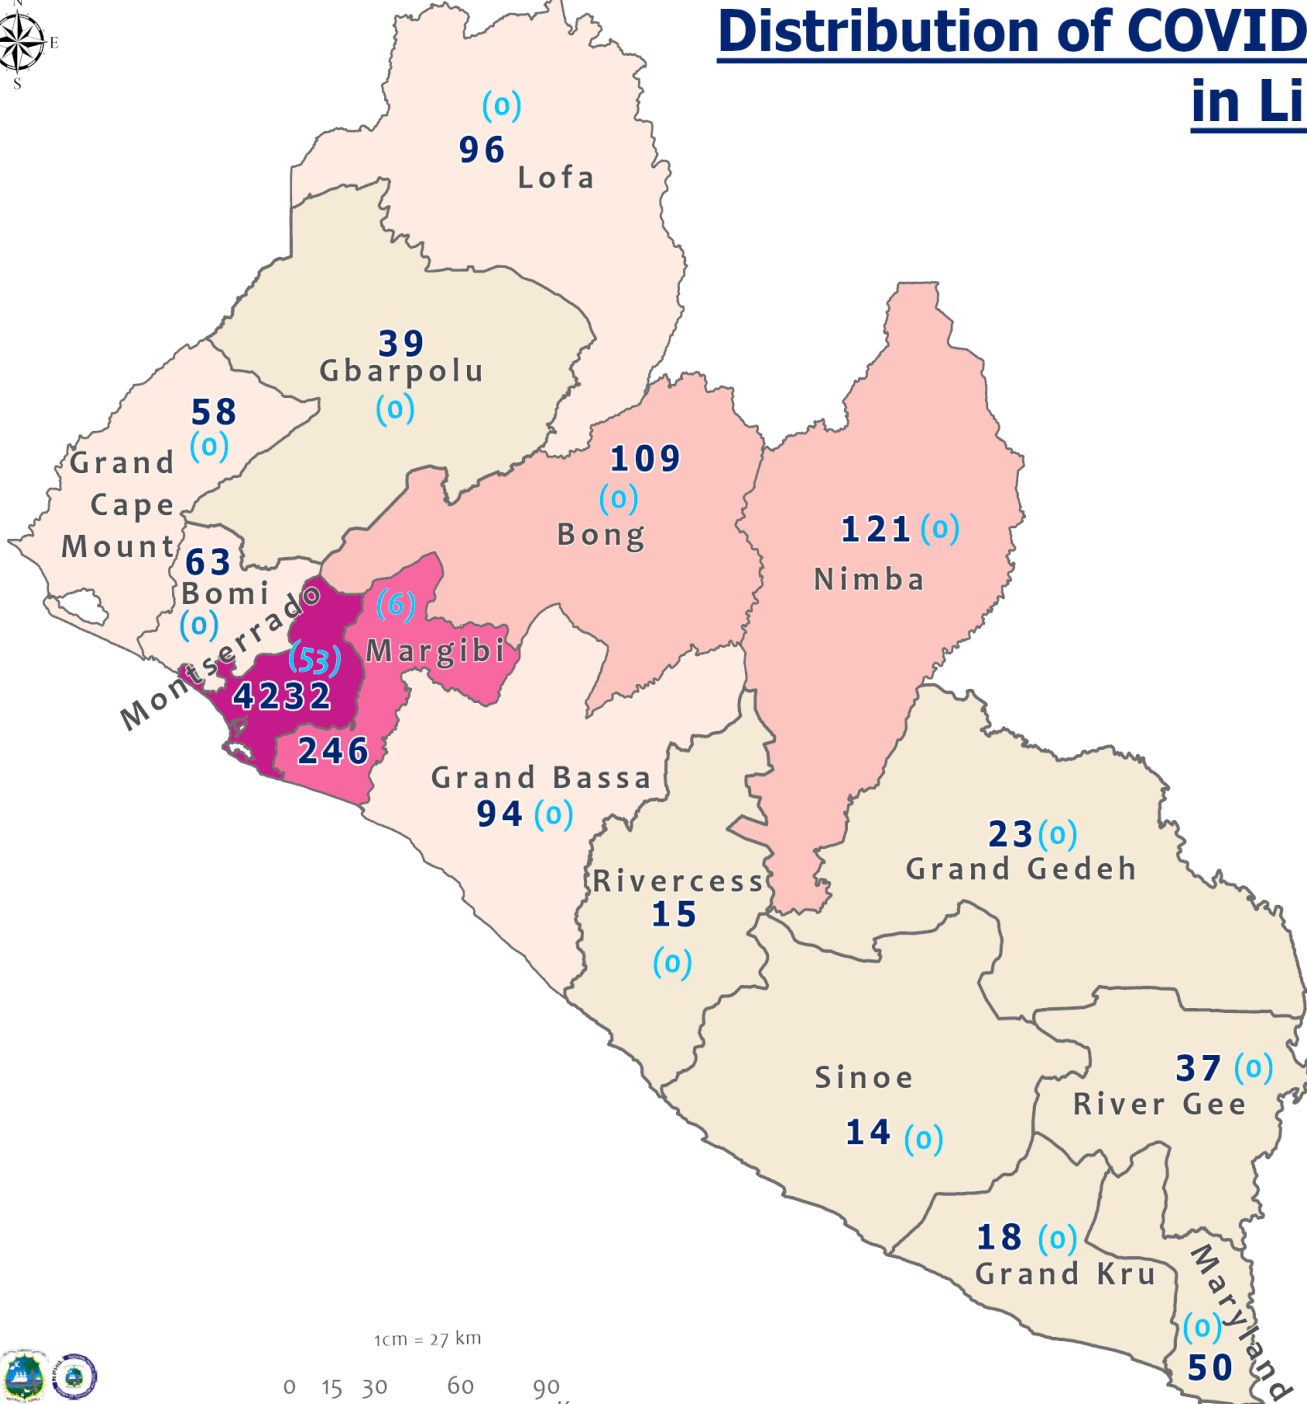 N
E
S
Distribution of COVID
in Li
(0)
96
Lofa
39
Gbarpolu
(0)
58
(0)
Grand
Cape
Mount
109
(0)
Bong
121 (0)
Nimba
63
Bomi
(0)
Montserrado
(53)
4232
(6)
Margibi
246
Grand Bassa
94 (0)
Rivercess
15
(0)
23 (0)
Grand Gedeh
Sinoe
14 (0)
37 (0)
River Gee
18 (0)
Grand Kru
Maryland
(0)
50
1cm = 27 km
0 15 30 60 90